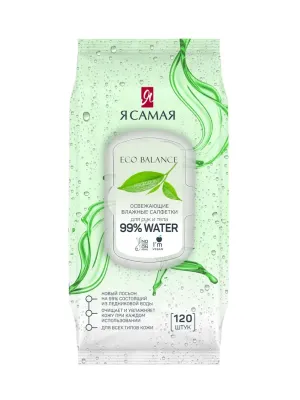 Я
Я САМАЯ
ECO BALANCE
ОСВЕЖАЮЩИЕ
ВЛАЖНЫЕ САЛФЕТКИ
для рук и тела
99% WATER
I'm
НОВЫЙ ЛОСЬОН
НА 99% СОСТОЯЩИЙ
ИЗ ЛЕДНИКОВОЙ ВОДЫ
ОЧИЩАЕТ И УВЛАЖНЯЕТ
КОЖУ ПРИ КАЖДОМ
ИСПОЛЬЗОВАНИИ
ДЛЯ ВСЕХ ТИПОВ КОЖИ
120
ШТУК